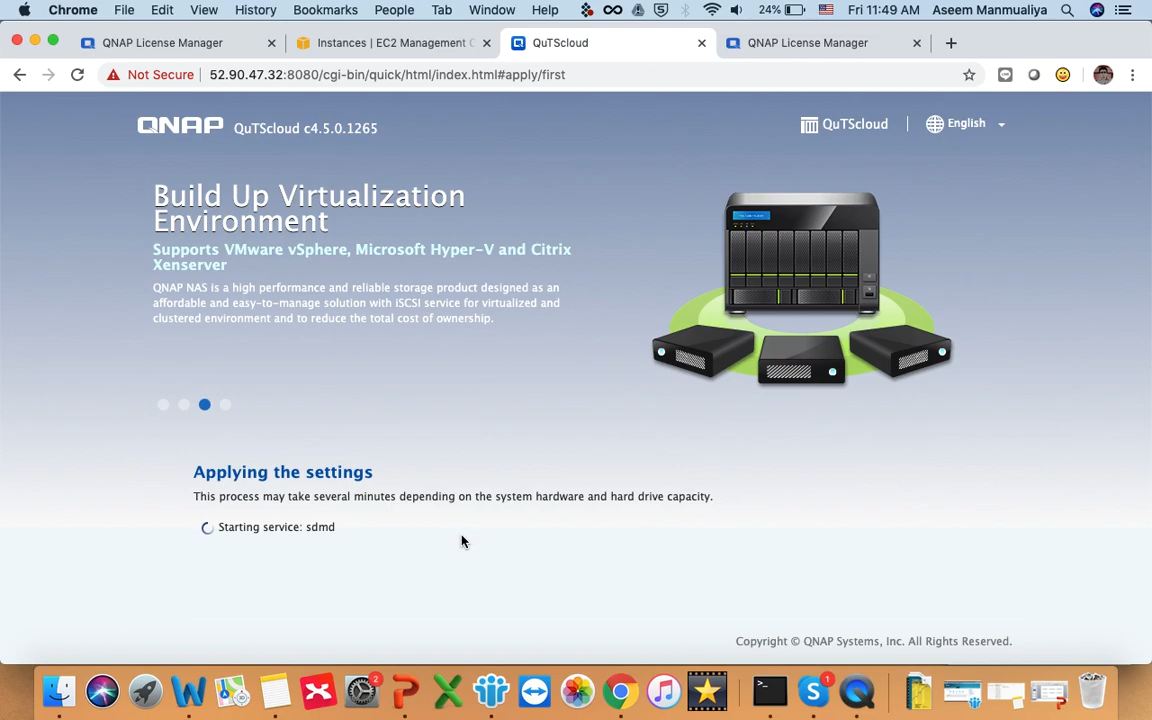 Chrome File Edit View History Bookmarks People Tab Window Help 24% Fri 11:49 AM Aseem Manmualiya
QNAP License Manager Instances | EC2 Management C QuTScloud QNAP License Manager
Not Secure 52.90.47.32:8080/cgi-bin/quick/html/index.html#apply/first
QNAP QuTScloud c4.5.0.1265 QuTScloud English
Build Up Virtualization
Environment
Supports VMware vSphere, Microsoft Hyper-V and Citrix
Xenserver
QNAP NAS is a high performance and reliable storage product designed as an
affordable and easy-to-manage solution with iSCSI service for virtualized and
clustered environment and to reduce the total cost of ownership.
Applying the settings
This process may take several minutes depending on the system hardware and hard drive capacity.
Starting service: sdmd
Copyright © QNAP Systems, Inc. All Rights Reserved.
2 1